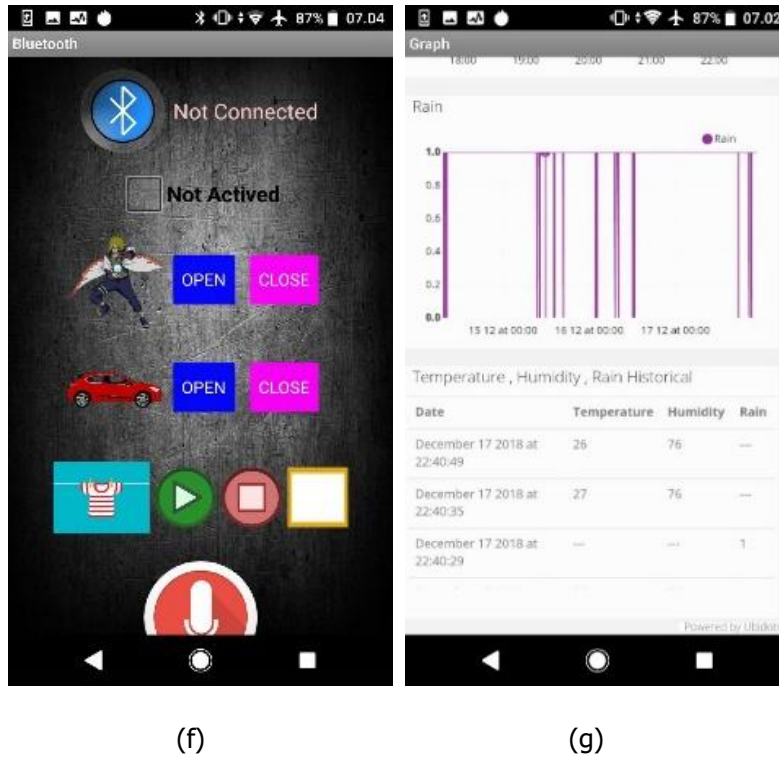 87% 07.04
Bluetooth
Not Connected
Not Actived
OPEN CLOSE
OPEN CLOSE
(f)
87% 07.02
Graph
18:00 19:00 20:00 21:00 22:00
Rain
Rain
1.0
0.8
0.6
0.4
0.2
0.0
15 12 at 00:00 16 12 at 00:00 17 12 at 00:00
Temperature , Humidity , Rain Historical
Date Temperature Humidity Rain
December 17 2018 at 26 76 ---
22:40:49
December 17 2018 at 27 76 ---
22:40:35
December 17 2018 at --- --- 1
22:40:29
Powered by Ubidots
(g)